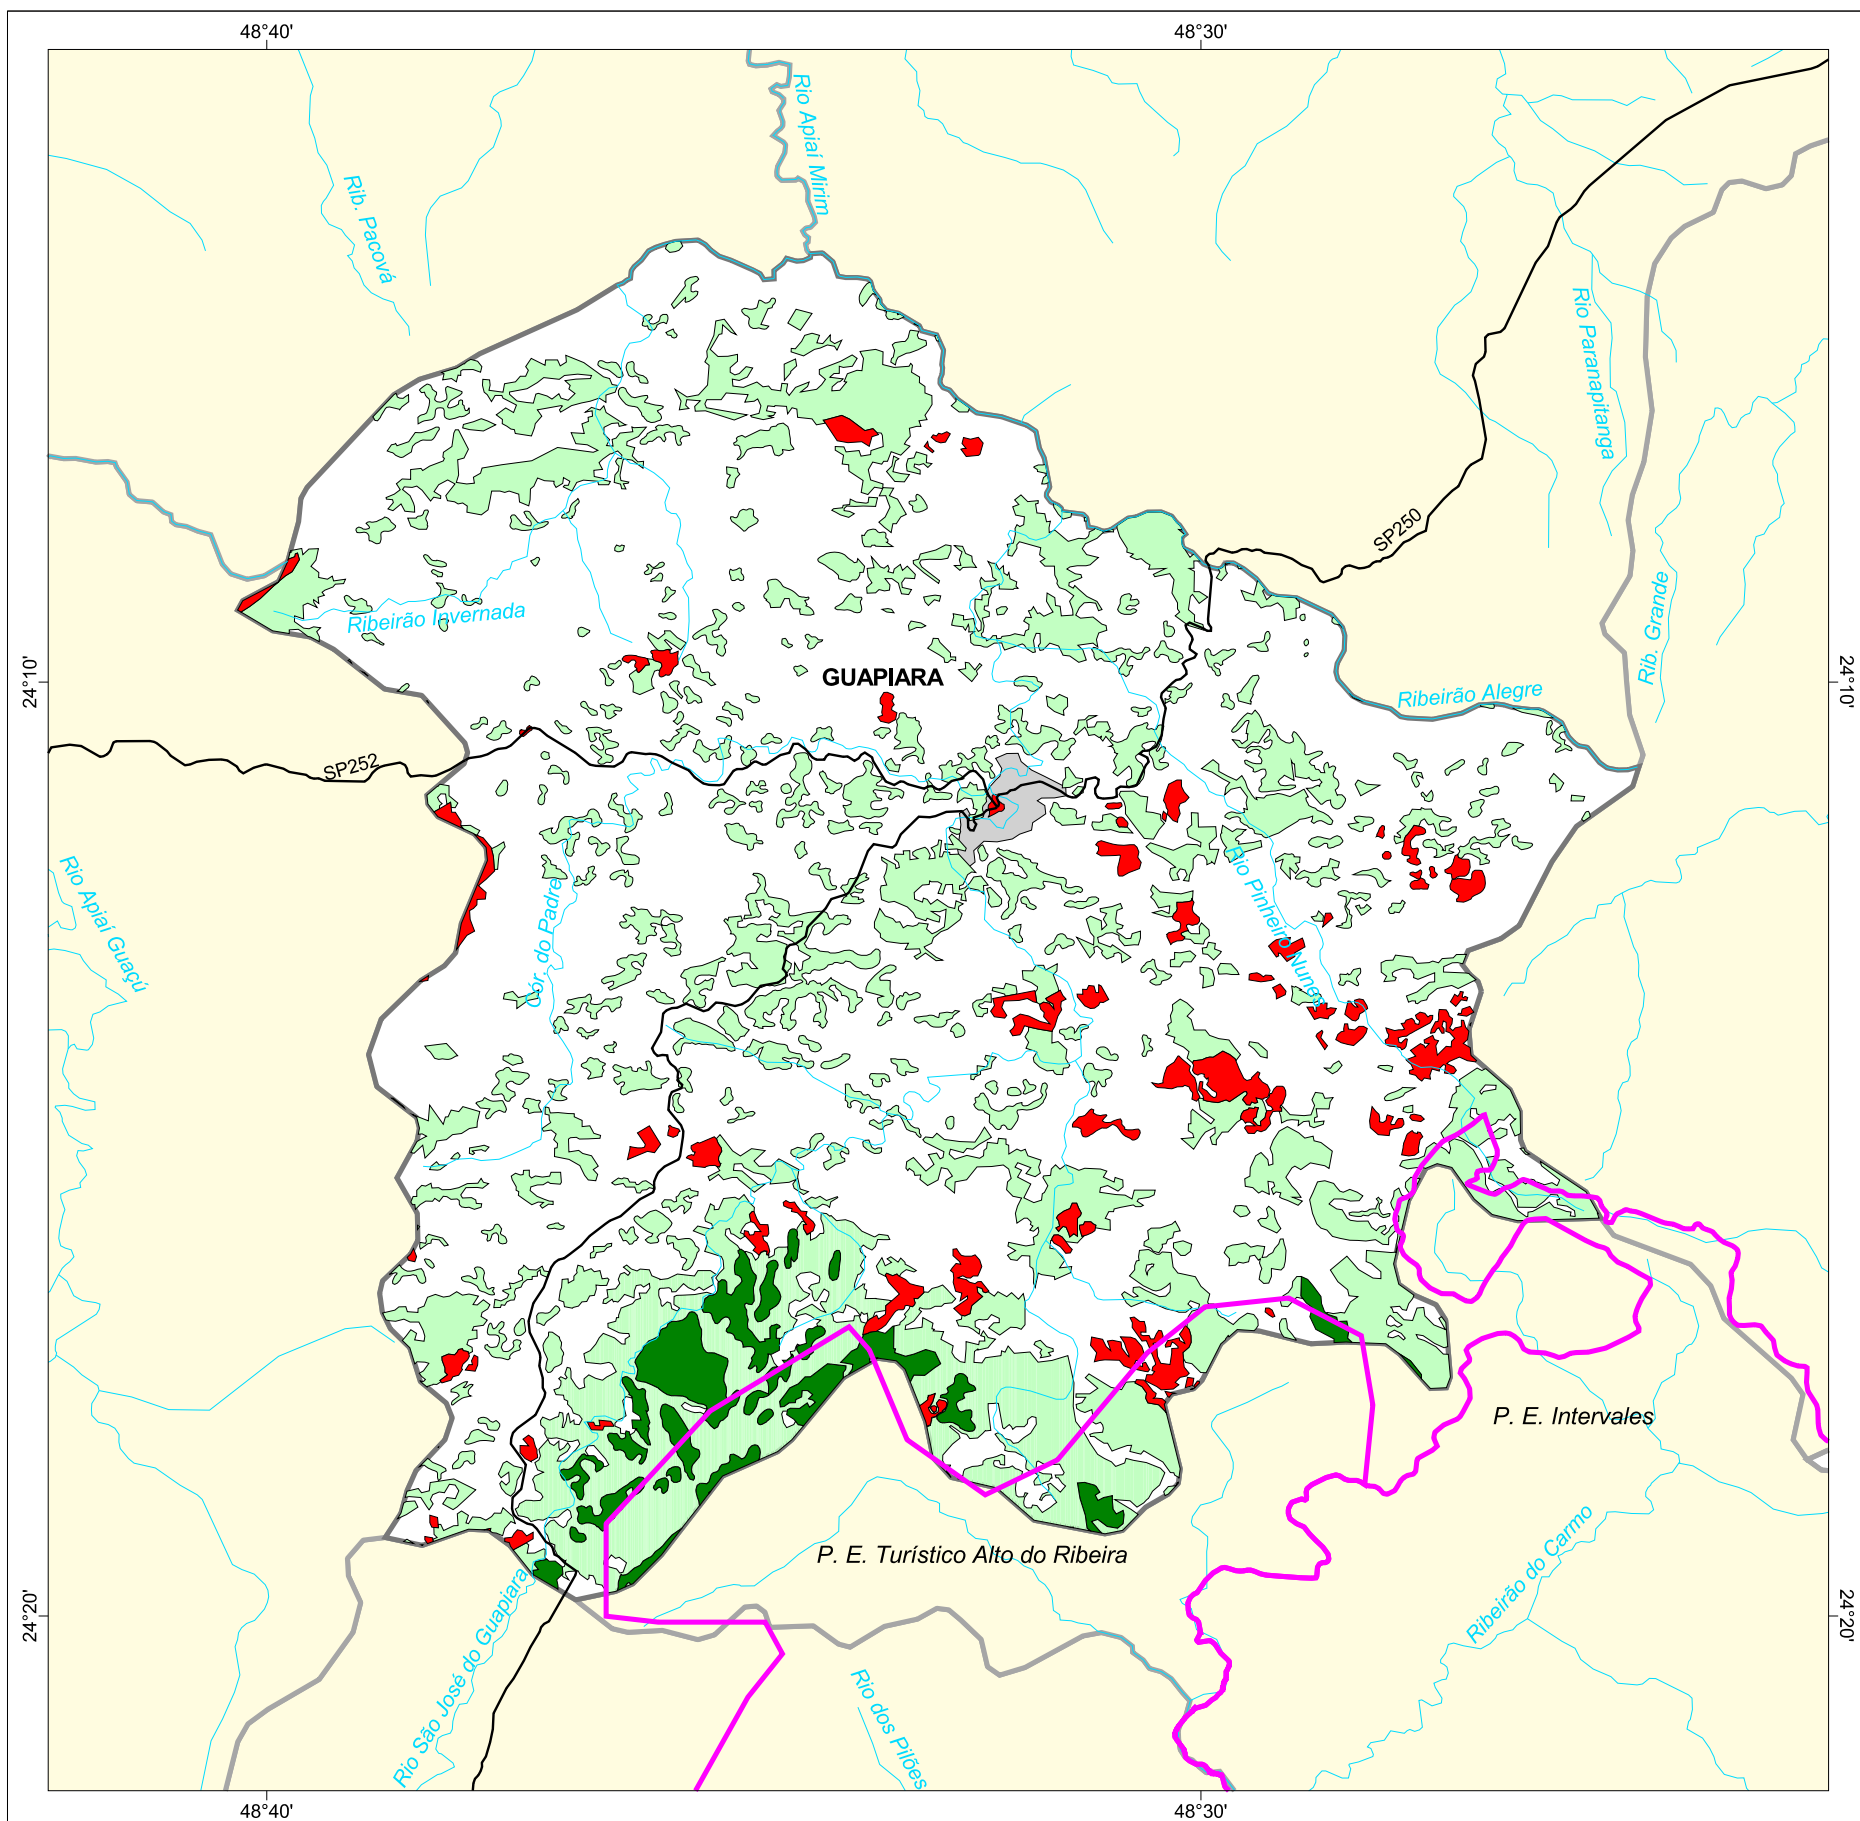 48°40'
48°30'
Rio Apiaí Mirim
Rib. Pacová
Rio Paranapitanga
SP250
Rib. Grande
Ribeirão Invernada
24°10'
GUAPIARA
24°10'
Ribeirão Alegre
SP252
Rio Apiaí Guaçú
Cór. do Padre
Rio Pinheiro Nunes
P. E. Intervales
P. E. Turístico Alto do Ribeira
Ribeirão do Carmo
24°20'
24°20'
Rio São José do Guapiara
Rio dos Pilões
48°40'
48°30'